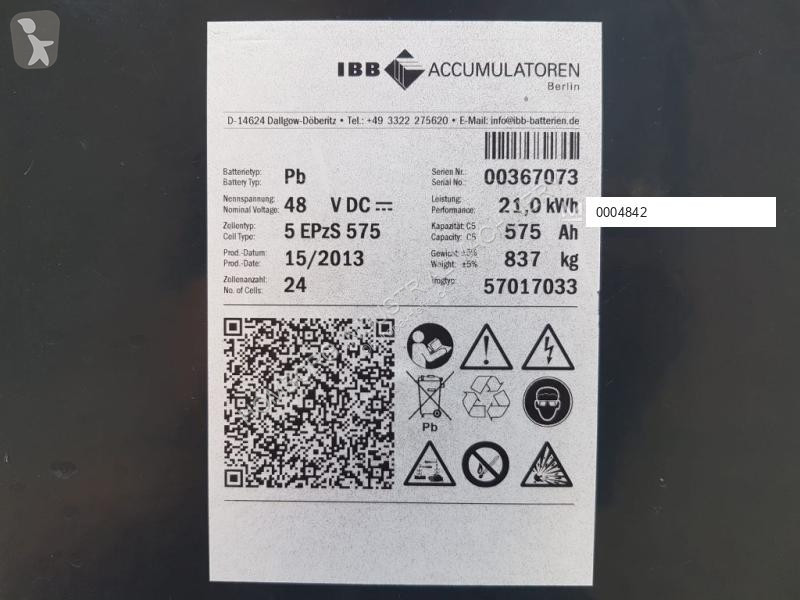 IBB ACCUMULATOREN
Berlin
D-14624 Dallgow-Döberitz • Tel.: +49 3322 275620 • E-Mail: info@ibb-batterien.de
Batterietyp: Pb Serien Nr.: 00367073
Battery Typ: Serial No.:
Nennspannung: 48 V DC Leistung: 21,0 kWh
Nominal Voltage: Performance:
0004842
Zellentyp: 5 EPzS 575 Kapazität: C5 575 Ah
Cell Type: Capacity: C5
Prod.-Datum: 15/2013 Gewicht: ±5% 837 kg
Prod.-Date: Weight: ±5%
Zellenanzahl: 24 Trogtyp: 57017033
No. of Cells:
Pb